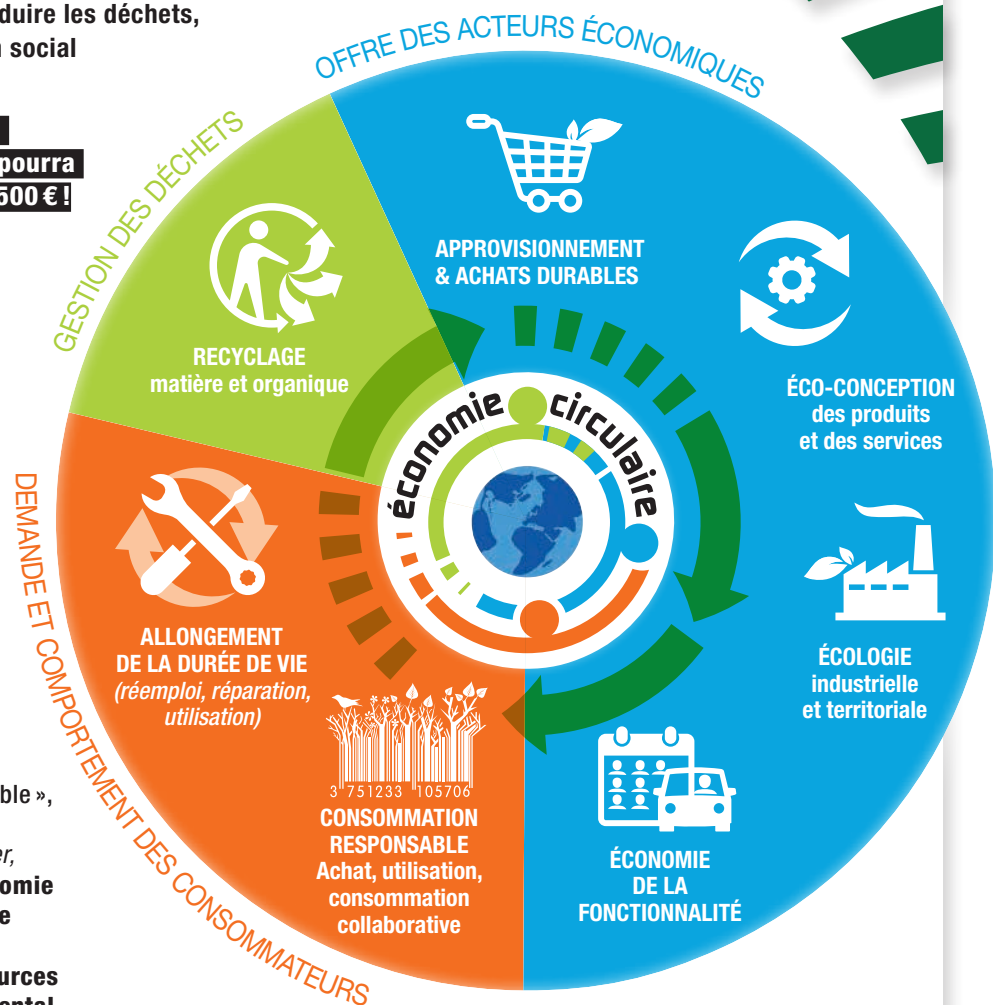 duire les déchets,
social
pourra
500 € !
OFFRE DES ACTEURS ÉCONOMIQUES
GESTION DES DÉCHETS
APPROVISIONNEMENT
& ACHATS DURABLES
RECYCLAGE
matière et organique
ÉCO-CONCEPTION
des produits
et des services
économie circulaire
DEMANDE ET COMPORTEMENT DES CONSOMMATEURS
ALLONGEMENT
DE LA DURÉE DE VIE
(réemploi, réparation,
utilisation)
ÉCOLOGIE
industrielle
et territoriale
3 751233 105706
CONSOMMATION
RESPONSABLE
Achat, utilisation,
consommation
collaborative
ÉCONOMIE
DE LA
FONCTIONNALITÉ
ble »,
er,
omie
e
urces